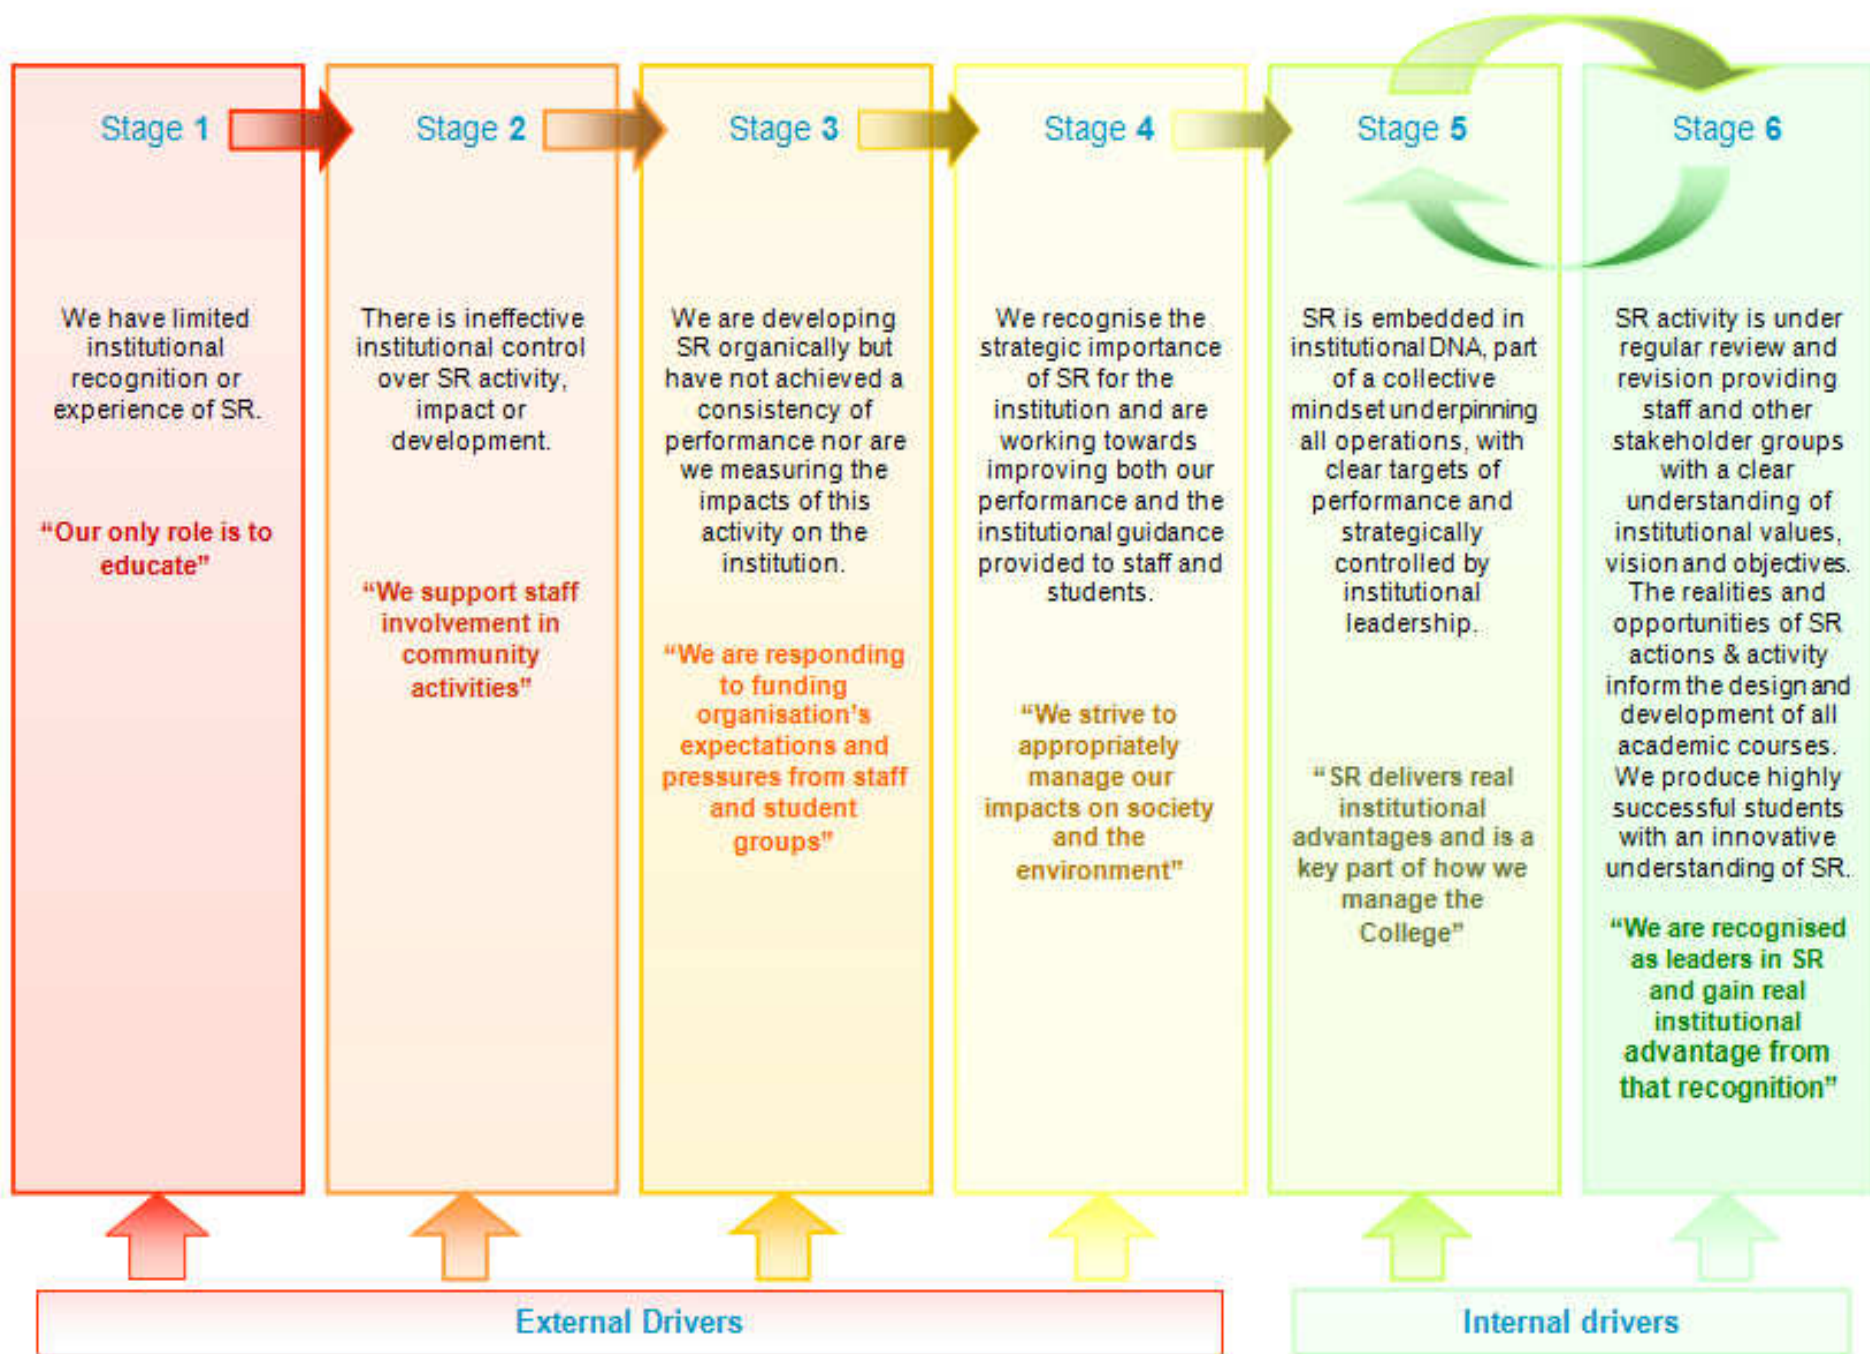 Stage 1
We have limited
institutional
recognition or
experience of SR.
“Our only role is to
educate”
Stage 2
There is ineffective
institutional control
over SR activity,
impact or
development.
“We support staff
involvement in
community
activities”
Stage 3
We are developing
SR organically but
have not achieved a
consistency of
performance nor are
we measuring the
impacts of this
activity on the
institution.
“We are responding
to funding
organisation’s
expectations and
pressures from staff
and student
groups”
Stage 4
We recognise the
strategic importance
of SR for the
institution and are
working towards
improving both our
performance and the
institutional guidance
provided to staff and
students.
“We strive to
appropriately
manage our
impacts on society
and the
environment”
Stage 5
SR is embedded in
institutional DNA, part
of a collective
mindset underpinning
all operations, with
clear targets of
performance and
strategically
controlled by
institutional
leadership.
“SR delivers real
institutional
advantages and is a
key part of how we
manage the
College”
Stage 6
SR activity is under
regular review and
revision providing
staff and other
stakeholder groups
with a clear
understanding of
institutional values,
vision and objectives.
The realities and
opportunities of SR
actions & activity
inform the design and
development of all
academic courses.
We produce highly
successful students
with an innovative
understanding of SR.
“We are recognised
as leaders in SR
and gain real
institutional
advantage from
that recognition”
External Drivers
Internal drivers